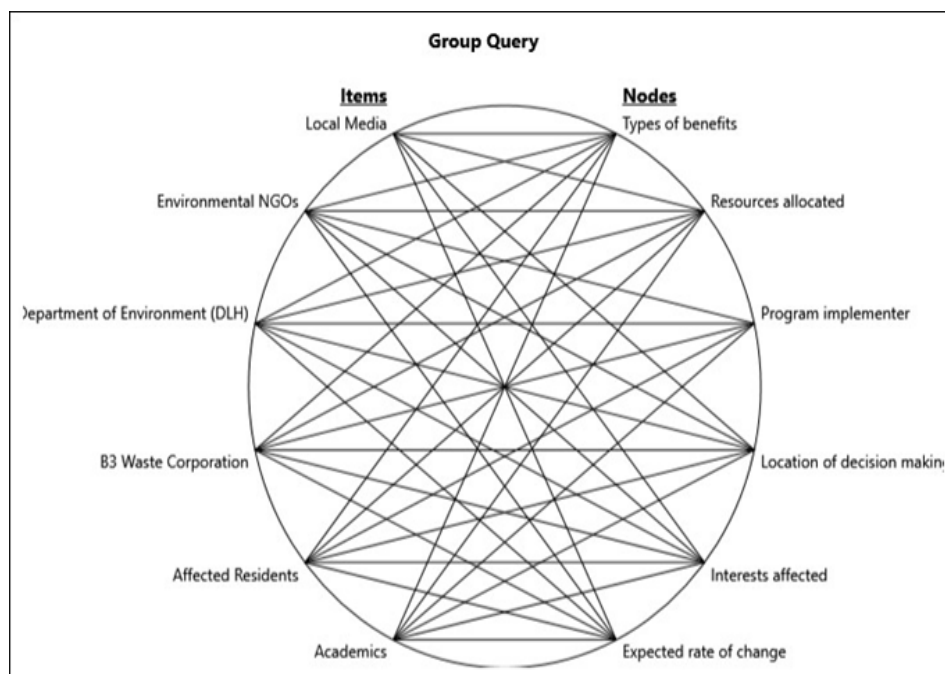 Group Query
Items
Nodes
Local Media
Types of benefits
Environmental NGOs
Resources allocated
Department of Environment (DLH)
Program implementer
B3 Waste Corporation
Location of decision making
Affected Residents
Interests affected
Academics
Expected rate of change